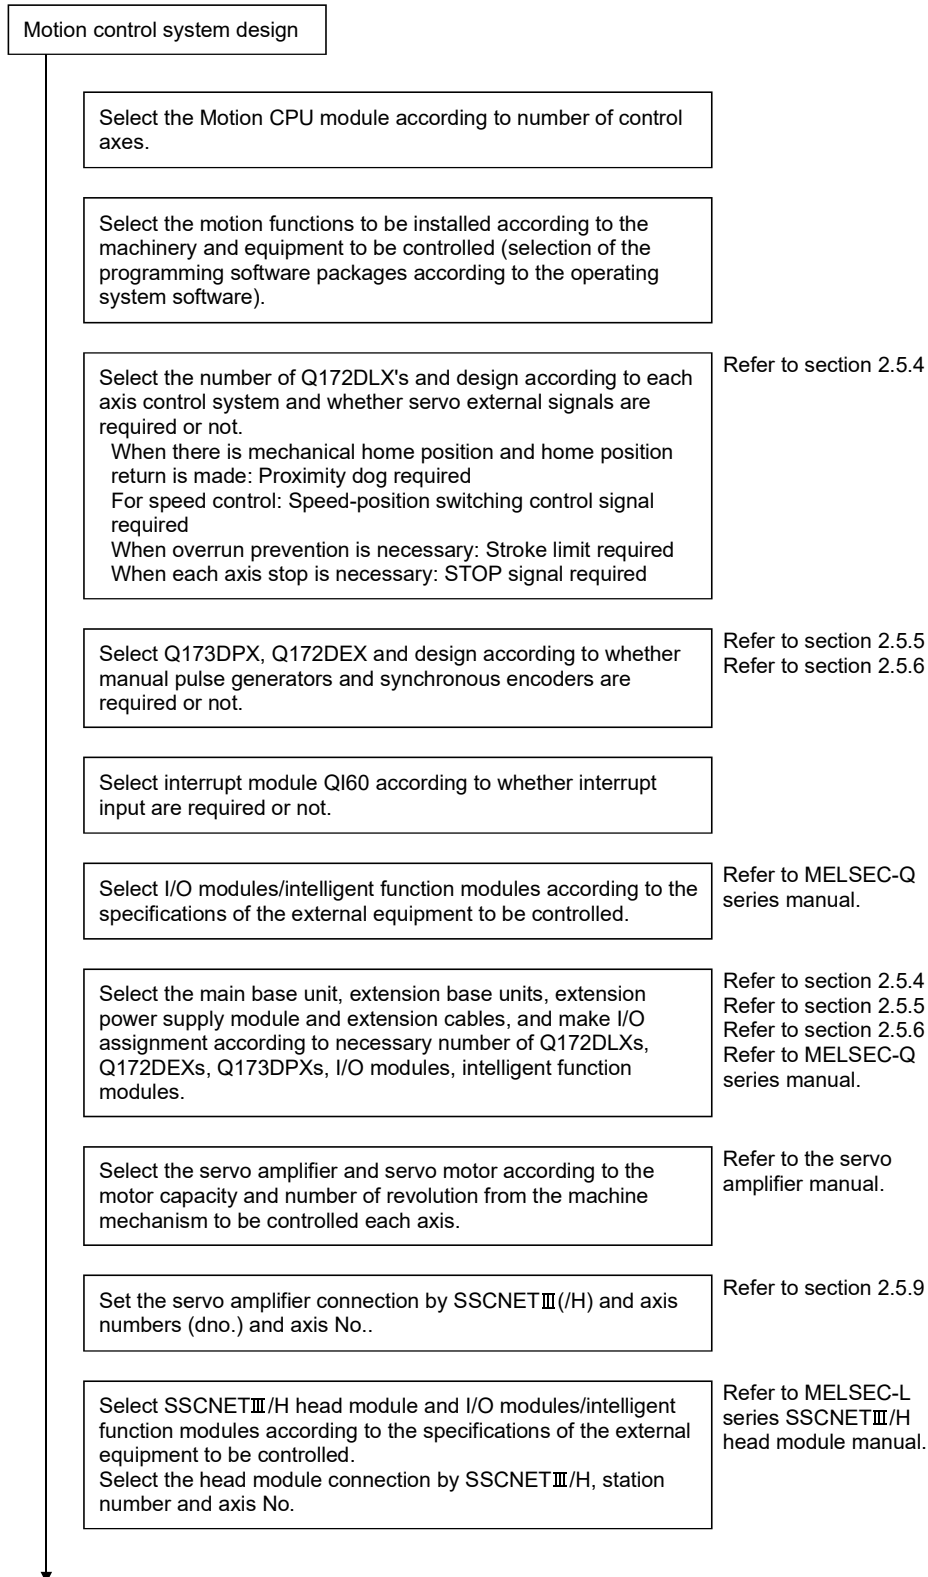 Motion control system design
Select the Motion CPU module according to number of control
axes.
Select the motion functions to be installed according to the
machinery and equipment to be controlled (selection of the
programming software packages according to the operating
system software).
Select the number of Q172DLX's and design according to each
axis control system and whether servo external signals are
required or not.
When there is mechanical home position and home position
return is made: Proximity dog required
For speed control: Speed-position switching control signal
required
When overrun prevention is necessary: Stroke limit required
When each axis stop is necessary: STOP signal required
Refer to section 2.5.4
Select Q173DPX, Q172DEX and design according to whether
manual pulse generators and synchronous encoders are
required or not.
Refer to section 2.5.5
Refer to section 2.5.6
Select interrupt module QI60 according to whether interrupt
input are required or not.
Select I/O modules/intelligent function modules according to the
specifications of the external equipment to be controlled.
Refer to MELSEC-Q
series manual.
Select the main base unit, extension base units, extension
power supply module and extension cables, and make I/O
assignment according to necessary number of Q172DLXs,
Q172DEXs, Q173DPXs, I/O modules, intelligent function
modules.
Refer to section 2.5.4
Refer to section 2.5.5
Refer to section 2.5.6
Refer to MELSEC-Q
series manual.
Select the servo amplifier and servo motor according to the
motor capacity and number of revolution from the machine
mechanism to be controlled each axis.
Refer to the servo
amplifier manual.
Set the servo amplifier connection by SSCNETⅢ(/H) and axis
numbers (dno.) and axis No..
Refer to section 2.5.9
Select SSCNETⅢ/H head module and I/O modules/intelligent
function modules according to the specifications of the external
equipment to be controlled.
Select the head module connection by SSCNETⅢ/H, station
number and axis No.
Refer to MELSEC-L
series SSCNETⅢ/H
head module manual.